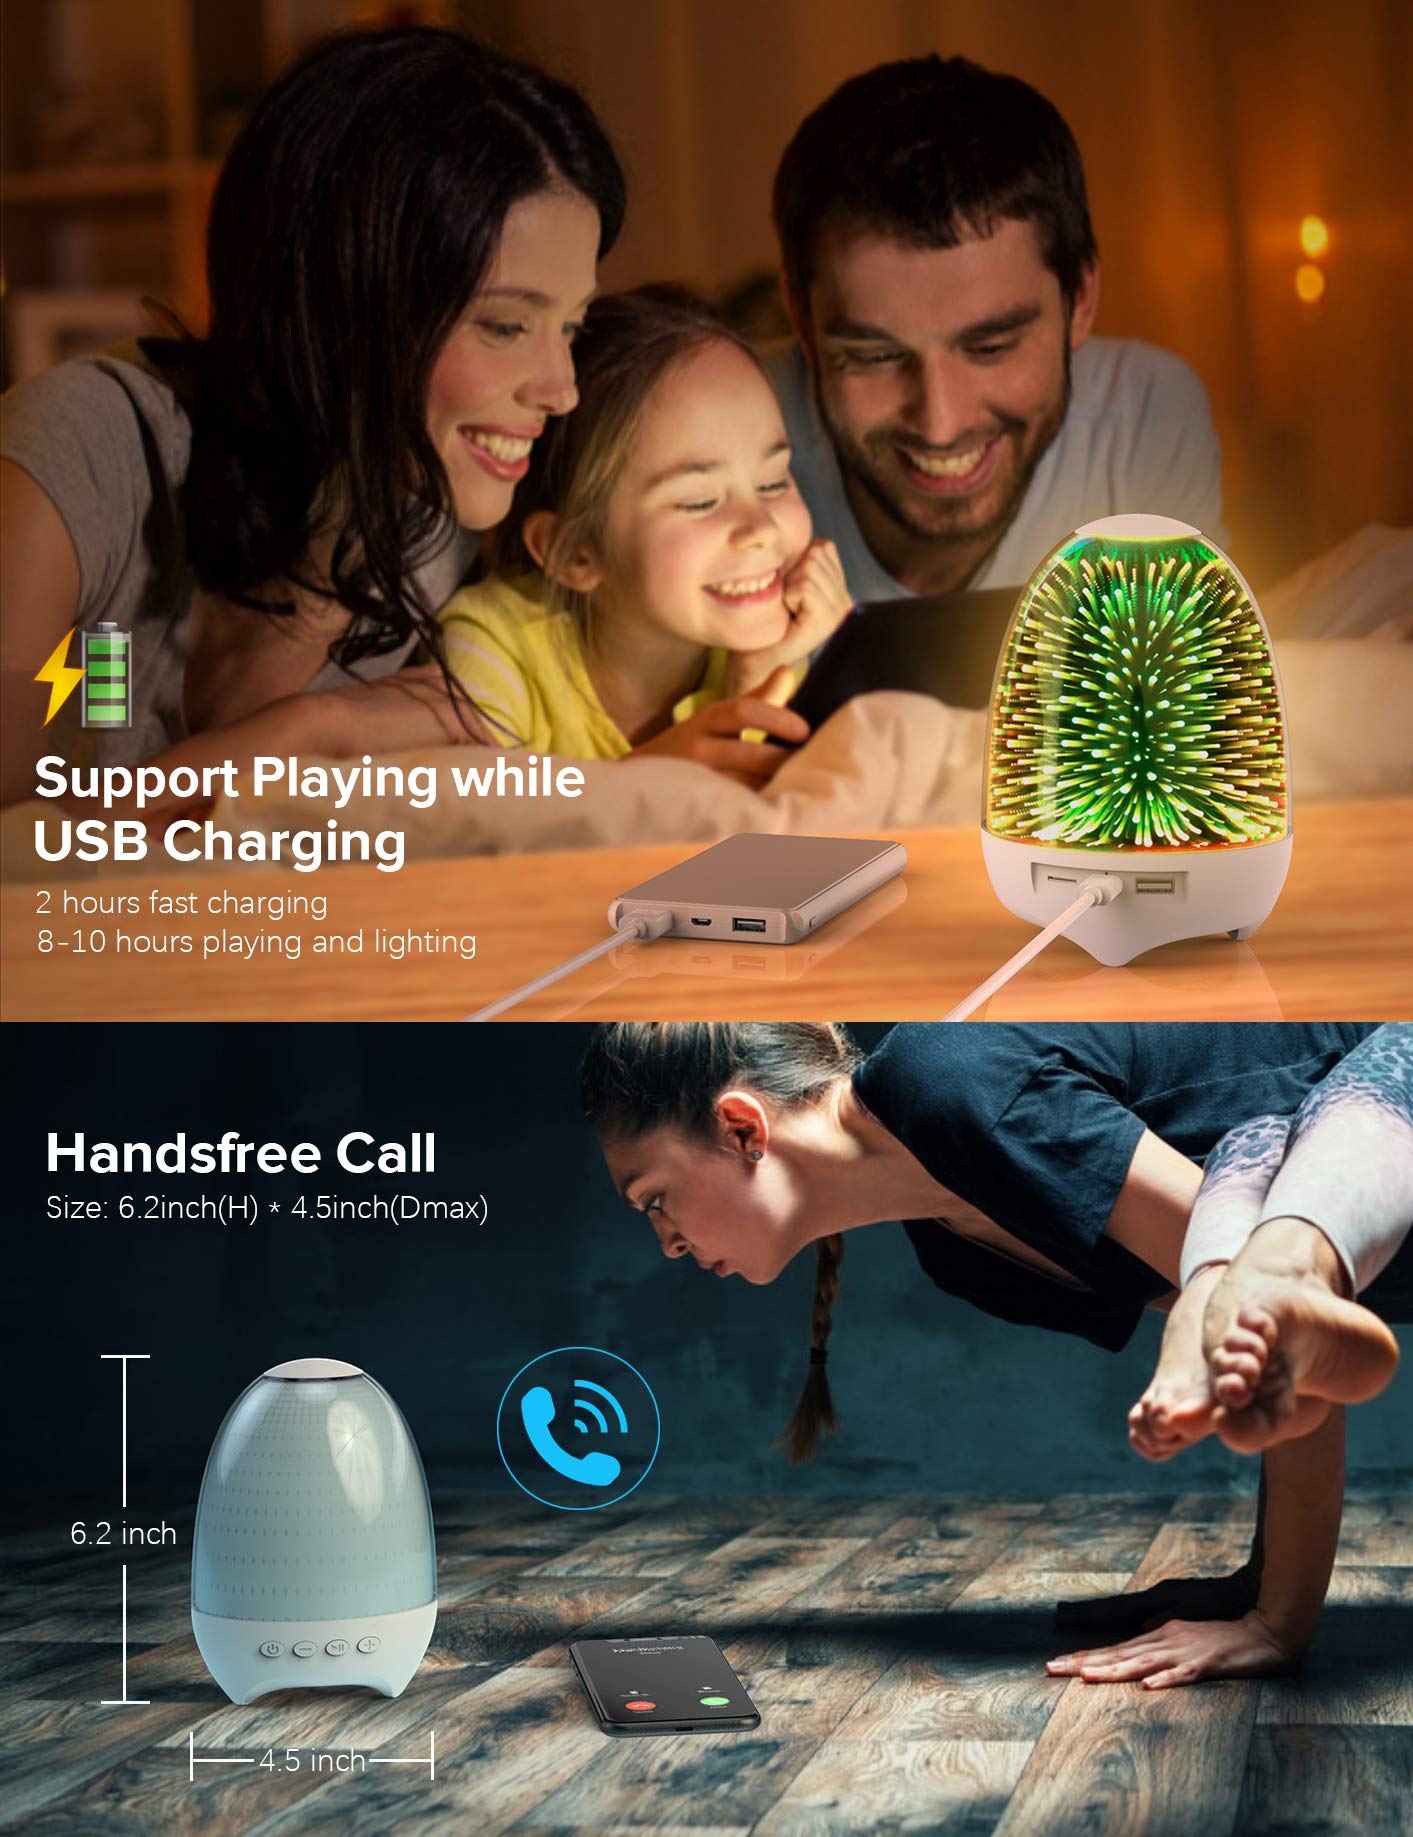 Support Playing while
USB Charging
2 hours fast charging
8-10 hours playing and lighting
Handsfree Call
Size: 6.2inch(H) * 4.5inch(Dmax)
6.2 inch
4.5 inch